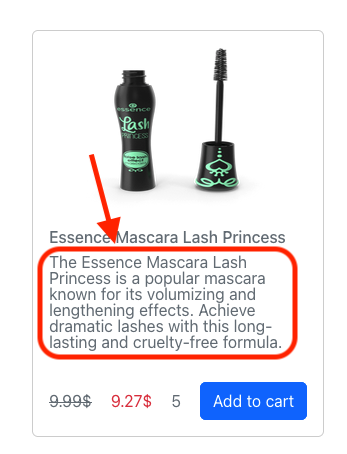 essence
Lash
PRINCESS
false lash
effect
Essence Mascara Lash Princess
The Essence Mascara Lash
Princess is a popular mascara
known for its volumizing and
lengthening effects. Achieve
dramatic lashes with this long-
lasting and cruelty-free formula.
9.99$ 9.27$ 5 Add to cart